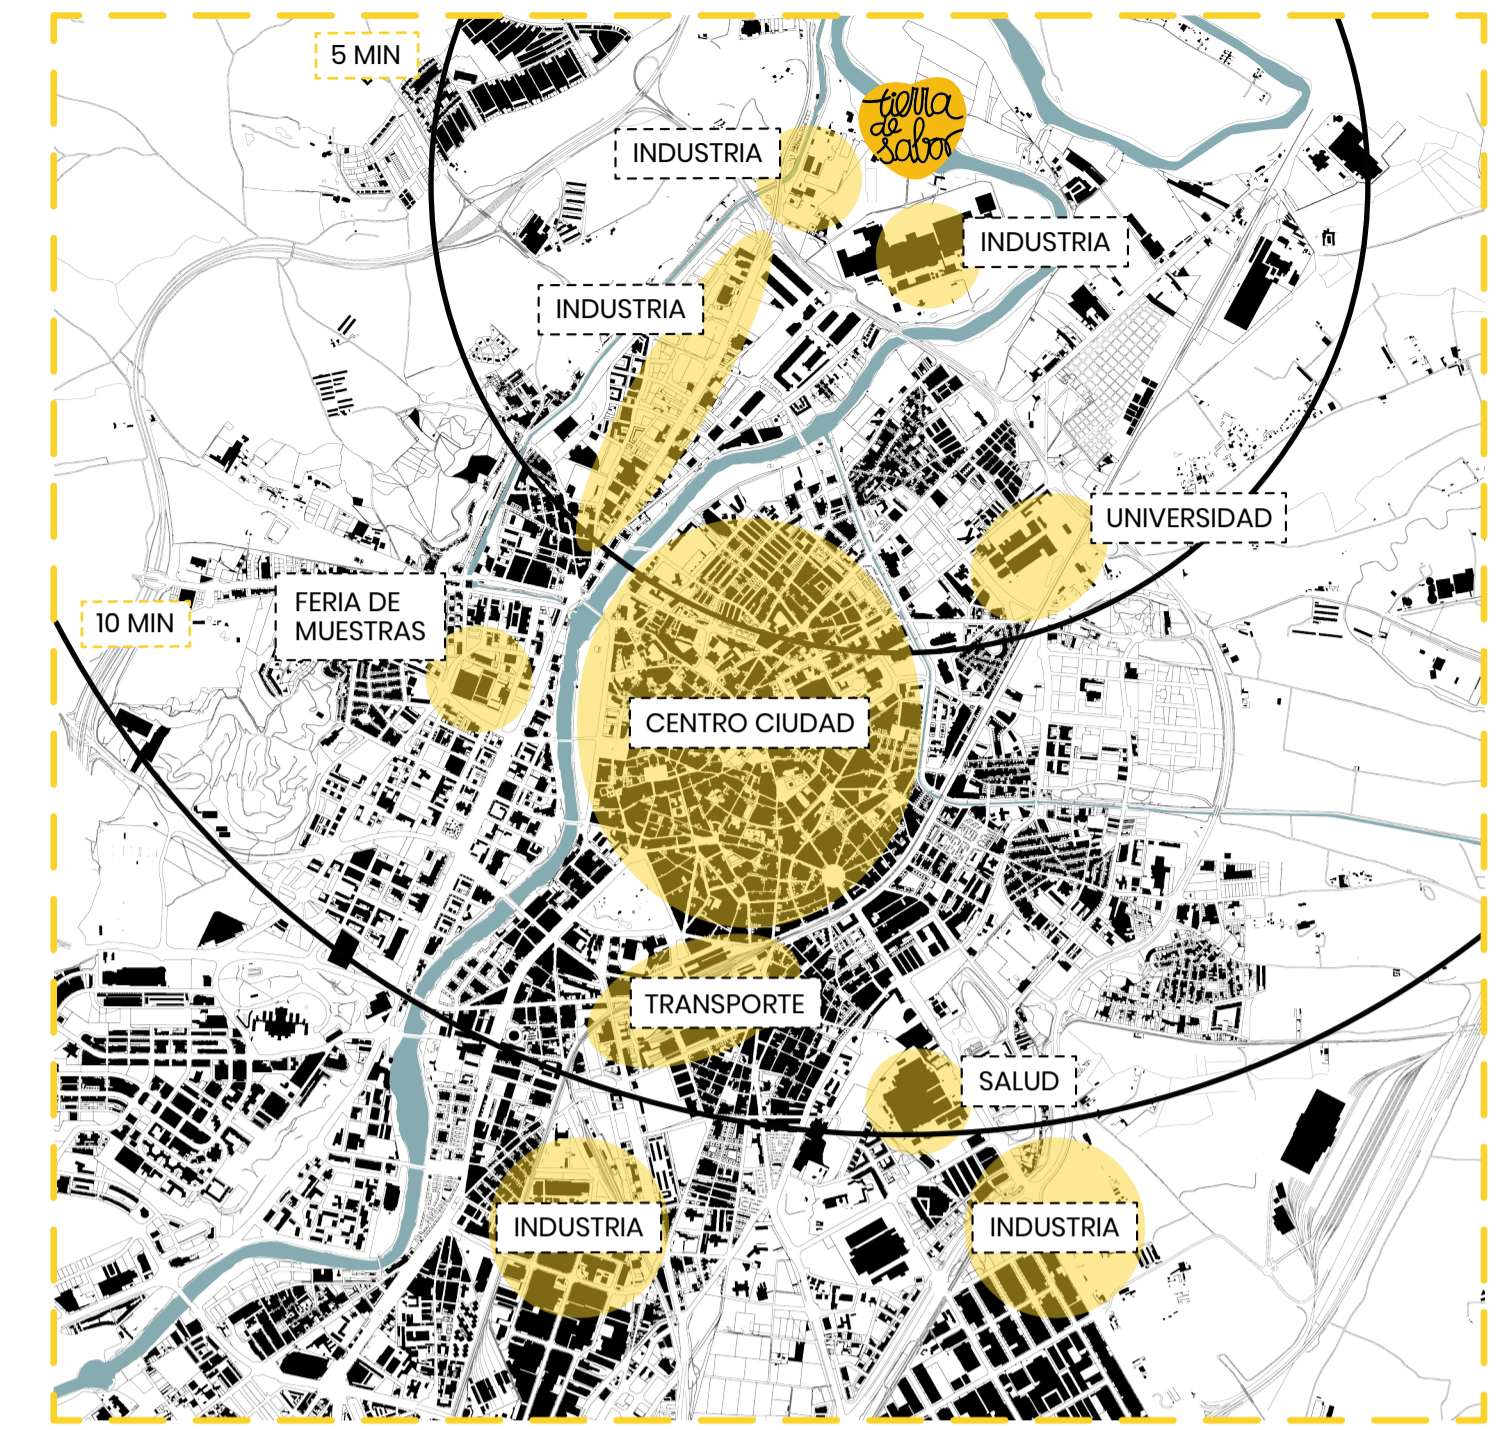 5 MIN
tierra
de
sabor
INDUSTRIA
INDUSTRIA
INDUSTRIA
UNIVERSIDAD
FERIA DE
MUESTRAS
10 MIN
CENTRO CIUDAD
TRANSPORTE
SALUD
INDUSTRIA
INDUSTRIA